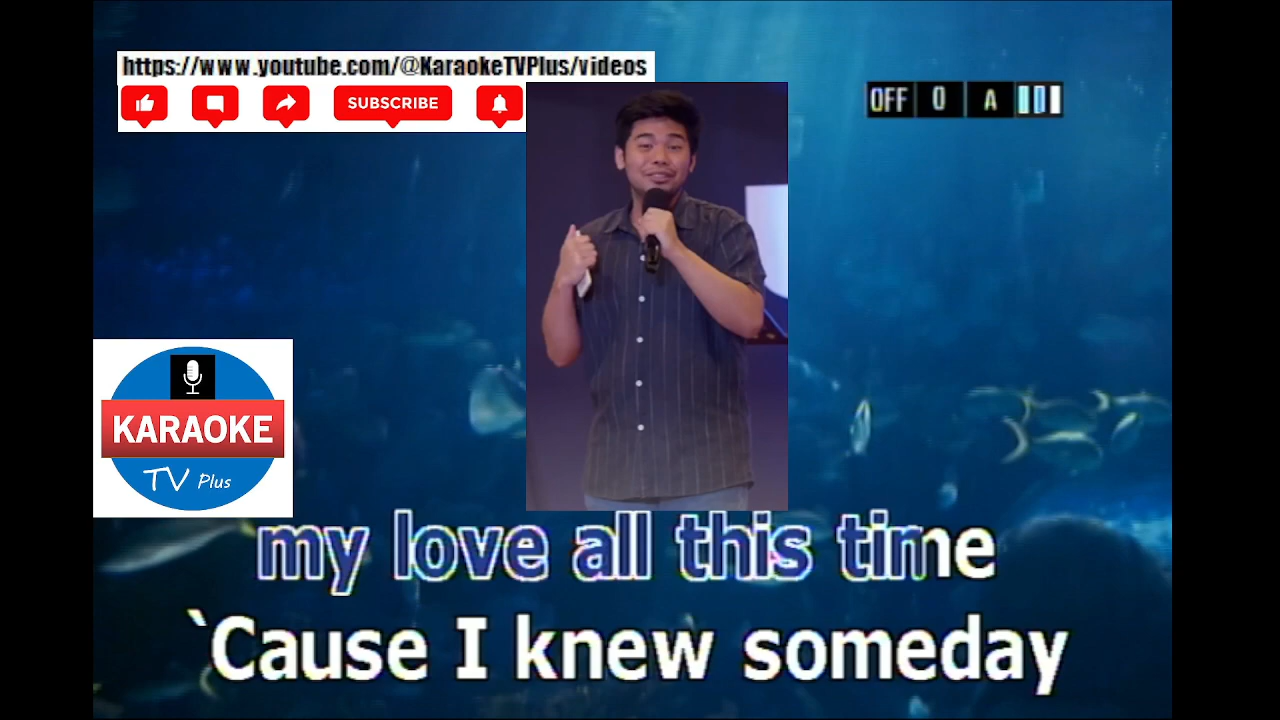 https://www.youtube.com/@KaraokeTVPlus/videos
SUBSCRIBE
OFF 0 A
KARAOKE
TV Plus
my love all this time
`Cause I knew someday